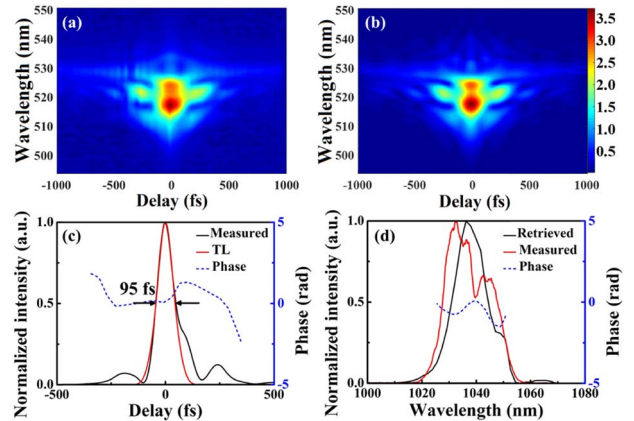 (a)
(b)
Wavelength (nm)
550
540
530
520
510
500
-1000 -500 0 500 1000
Delay (fs)
Wavelength (nm)
550
540
530
520
510
500
-1000 -500 0 500 1000
Delay (fs)
3.5
3.0
2.5
2.0
1.5
1.0
0.5
(c)
Normalized intensity (a.u.)
1.0
0.5
0.0
-500 0 500
Delay (fs)
Measured
TL
Phase
95 fs
5
0
-5
Phase (rad)
(d)
Normalized intensity (a.u.)
1.0
0.5
0.0
1000 1020 1040 1060 1080
Wavelength (nm)
Retrieved
Measured
Phase
5
0
-5
Phase (rad)